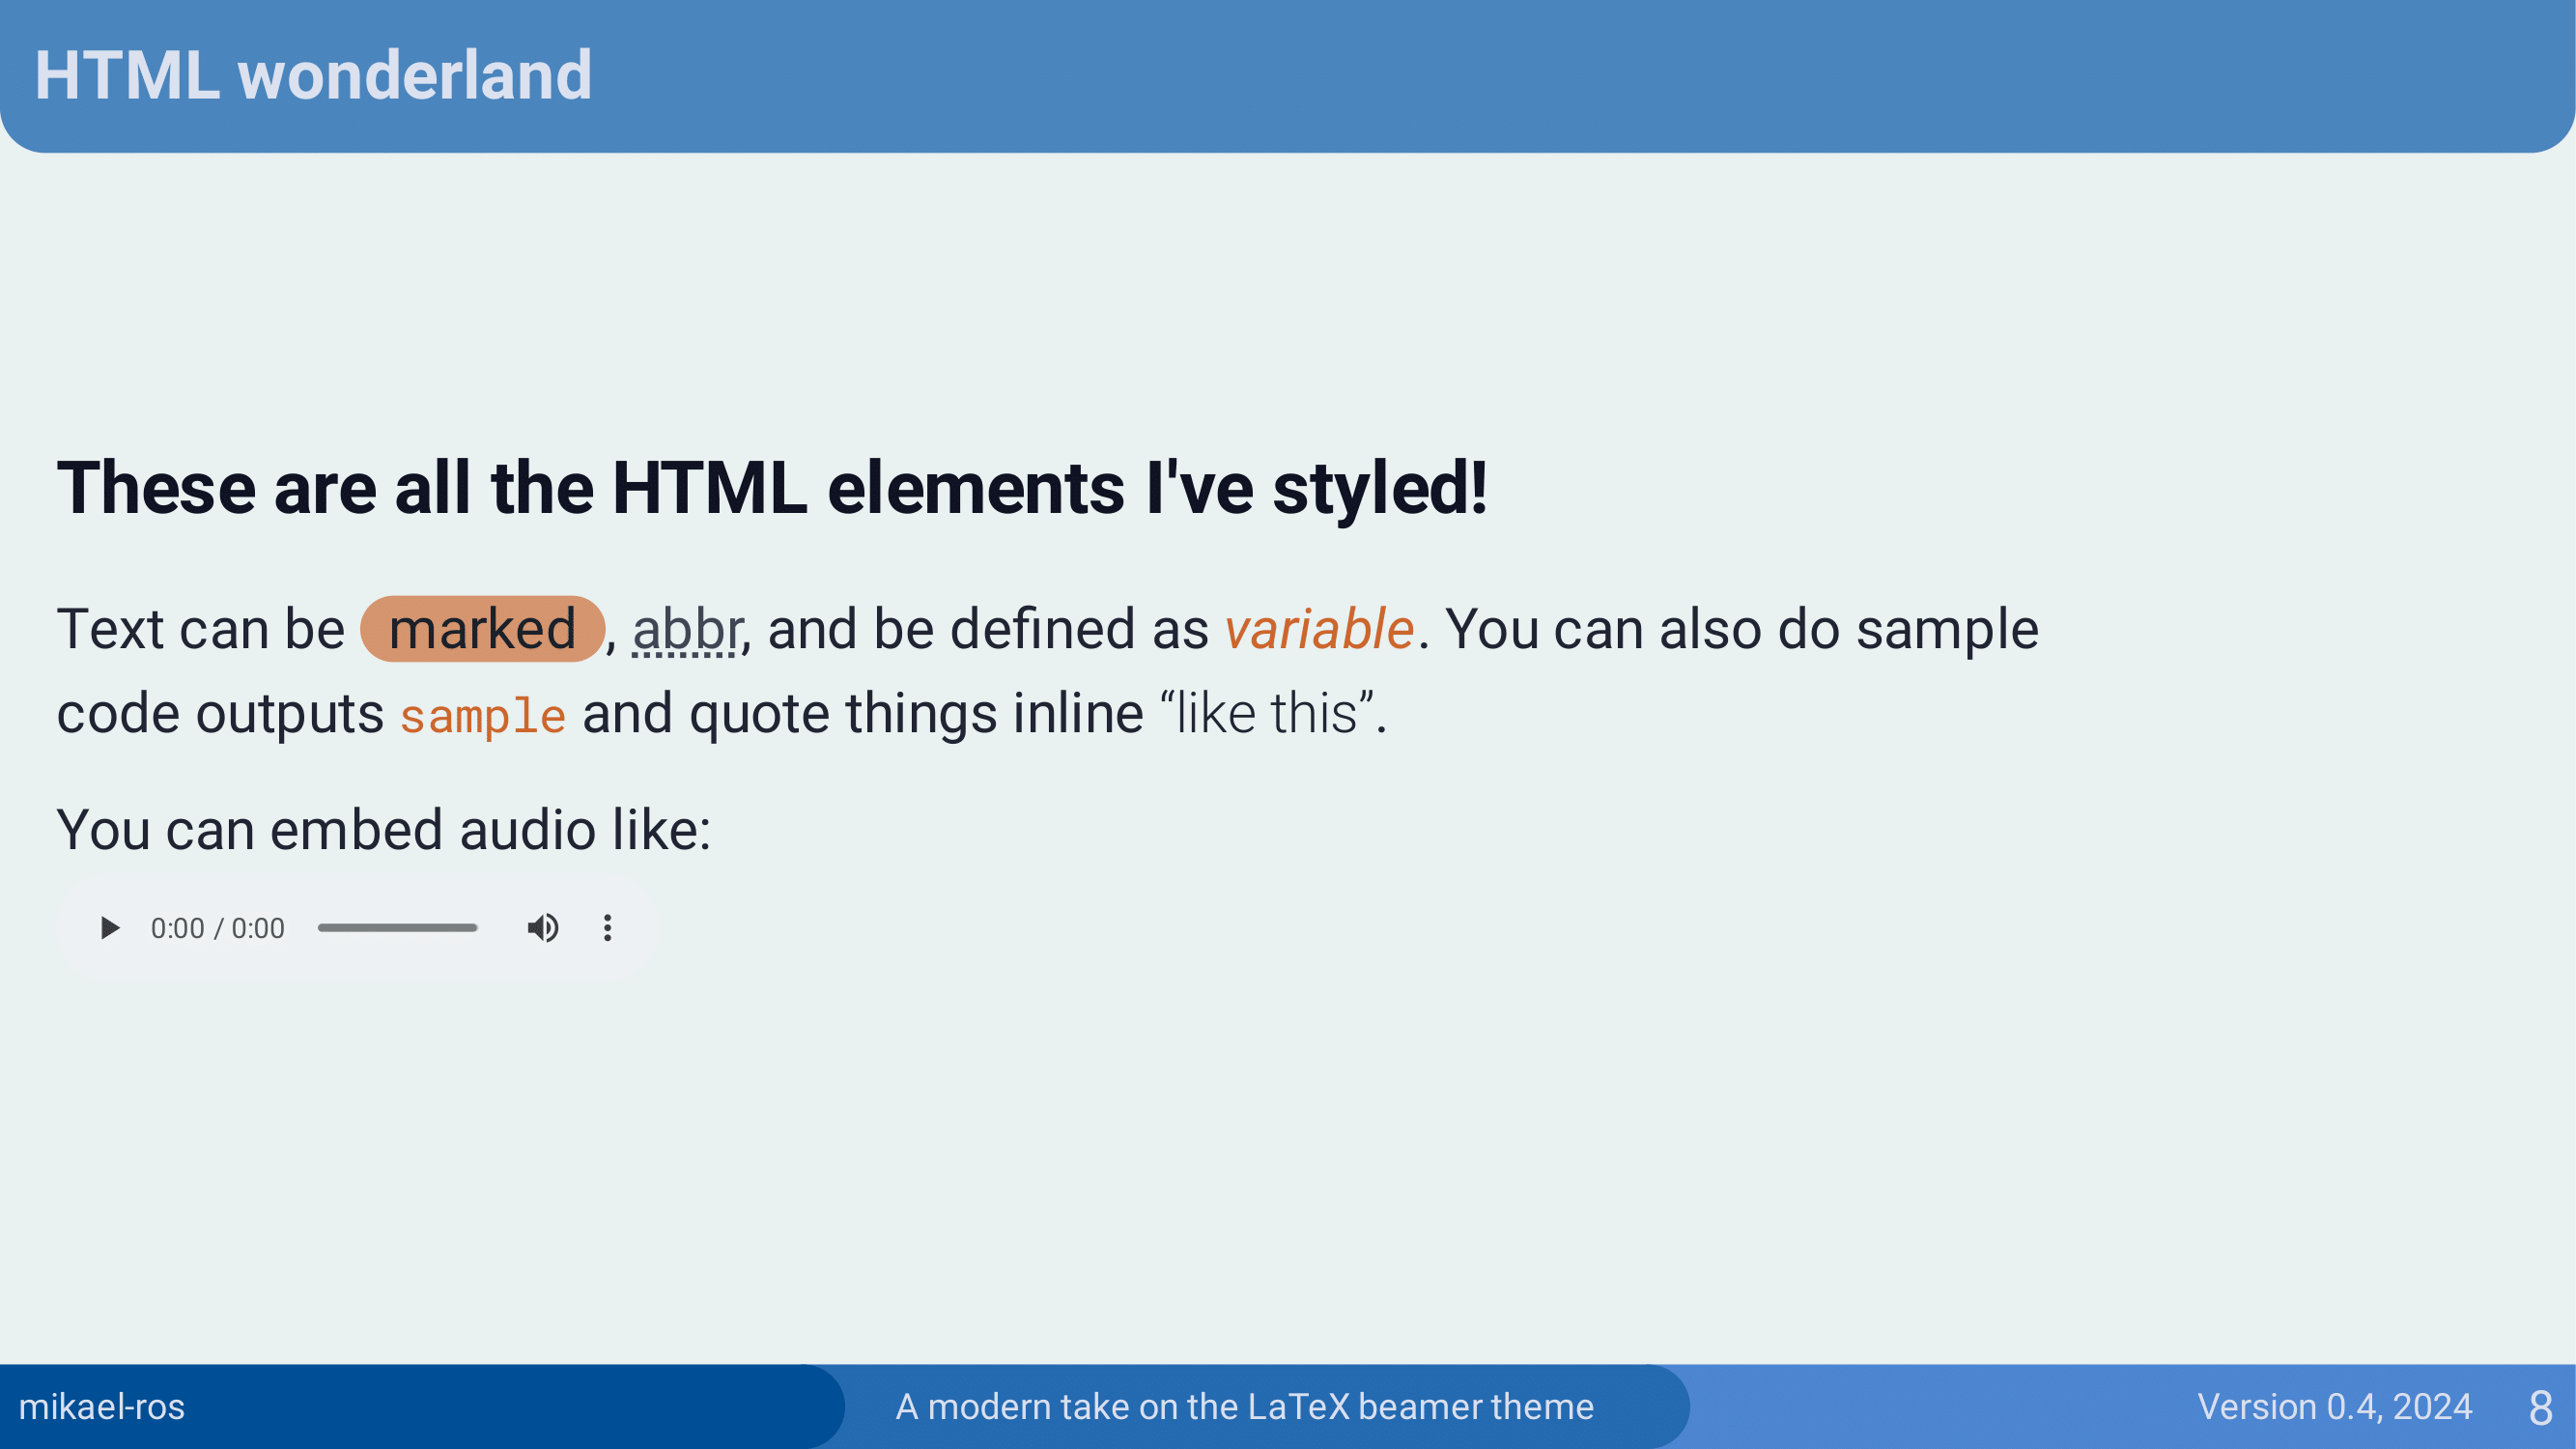 HTML wonderland
These are all the HTML elements I've styled!
Text can be marked , abbr, and be defined as variable. You can also do sample
code outputs sample and quote things inline “like this”.
You can embed audio like:
0:00 / 0:00
mikael-ros
A modern take on the LaTeX beamer theme
Version 0.4, 2024
8